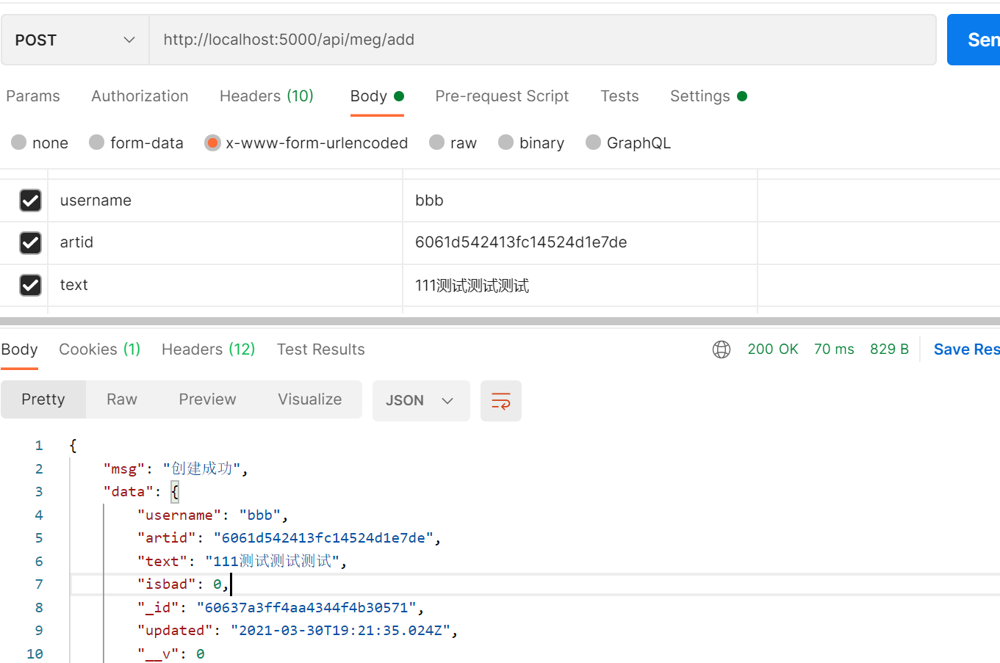 POST http://localhost:5000/api/meg/add Sen
Params Authorization Headers (10) Body Pre-request Script Tests Settings
none form-data x-www-form-urlencoded raw binary GraphQL
username bbb
artid 6061d542413fc14524d1e7de
text 111测试测试测试
Body Cookies (1) Headers (12) Test Results 200 OK 70 ms 829 B Save Res
Pretty Raw Preview Visualize JSON
1 {
2 "msg": "创建成功",
3 "data": {
4 "username": "bbb",
5 "artid": "6061d542413fc14524d1e7de",
6 "text": "111测试测试测试",
7 "isbad": 0,
8 "_id": "60637a3ff4aa4344f4b30571",
9 "updated": "2021-03-30T19:21:35.024Z",
10 "__v": 0